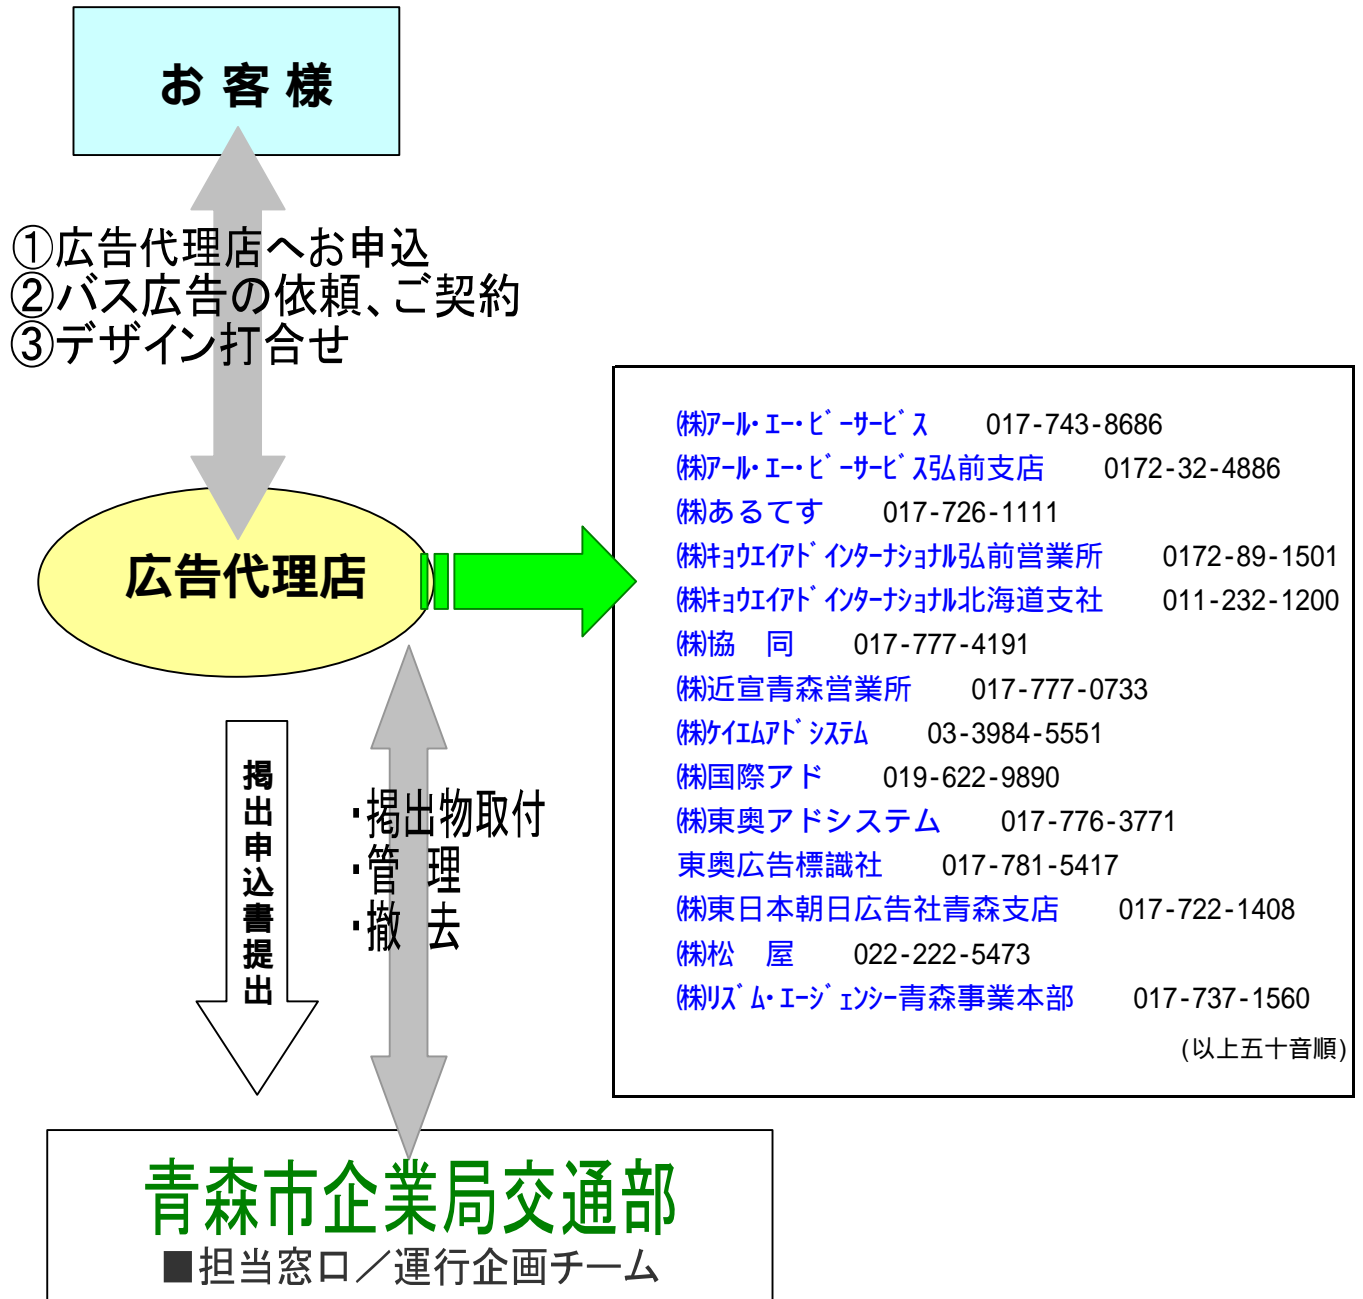 お客様
①広告代理店へお申込
②バス広告の依頼、ご契約
③デザイン打合せ
広告代理店
㈱ｱｰﾙ・ｴｰ・ﾋﾞｰｻｰﾋﾞｽ　017-743-8686
㈱ｱｰﾙ・ｴｰ・ﾋﾞｰｻｰﾋﾞｽ弘前支店　0172-32-4886
㈱あるてす　017-726-1111
㈱ｷｮｳｴｲｱﾄﾞｲﾝﾀｰﾅｼｮﾅﾙ弘前営業所　0172-89-1501
㈱ｷｮｳｴｲｱﾄﾞｲﾝﾀｰﾅｼｮﾅﾙ北海道支社　011-232-1200
㈱協　同　017-777-4191
㈱近宣青森営業所　017-777-0733
㈱ｹｲｴﾑｱﾄﾞｼｽﾃﾑ　03-3984-5551
㈱国際アド　019-622-9890
㈱東奥アドシステム　017-776-3771
東奥広告標識社　017-781-5417
㈱東日本朝日広告社青森支店　017-722-1408
㈱松　屋　022-222-5473
㈱ﾘｽﾞﾑ・ｴｰｼﾞｪﾝｼｰ青森事業本部　017-737-1560
(以上五十音順)
掲出申込書提出
・掲出物取付
・管　理
・撤　去
青森市企業局交通部
■担当窓口／運行企画チーム